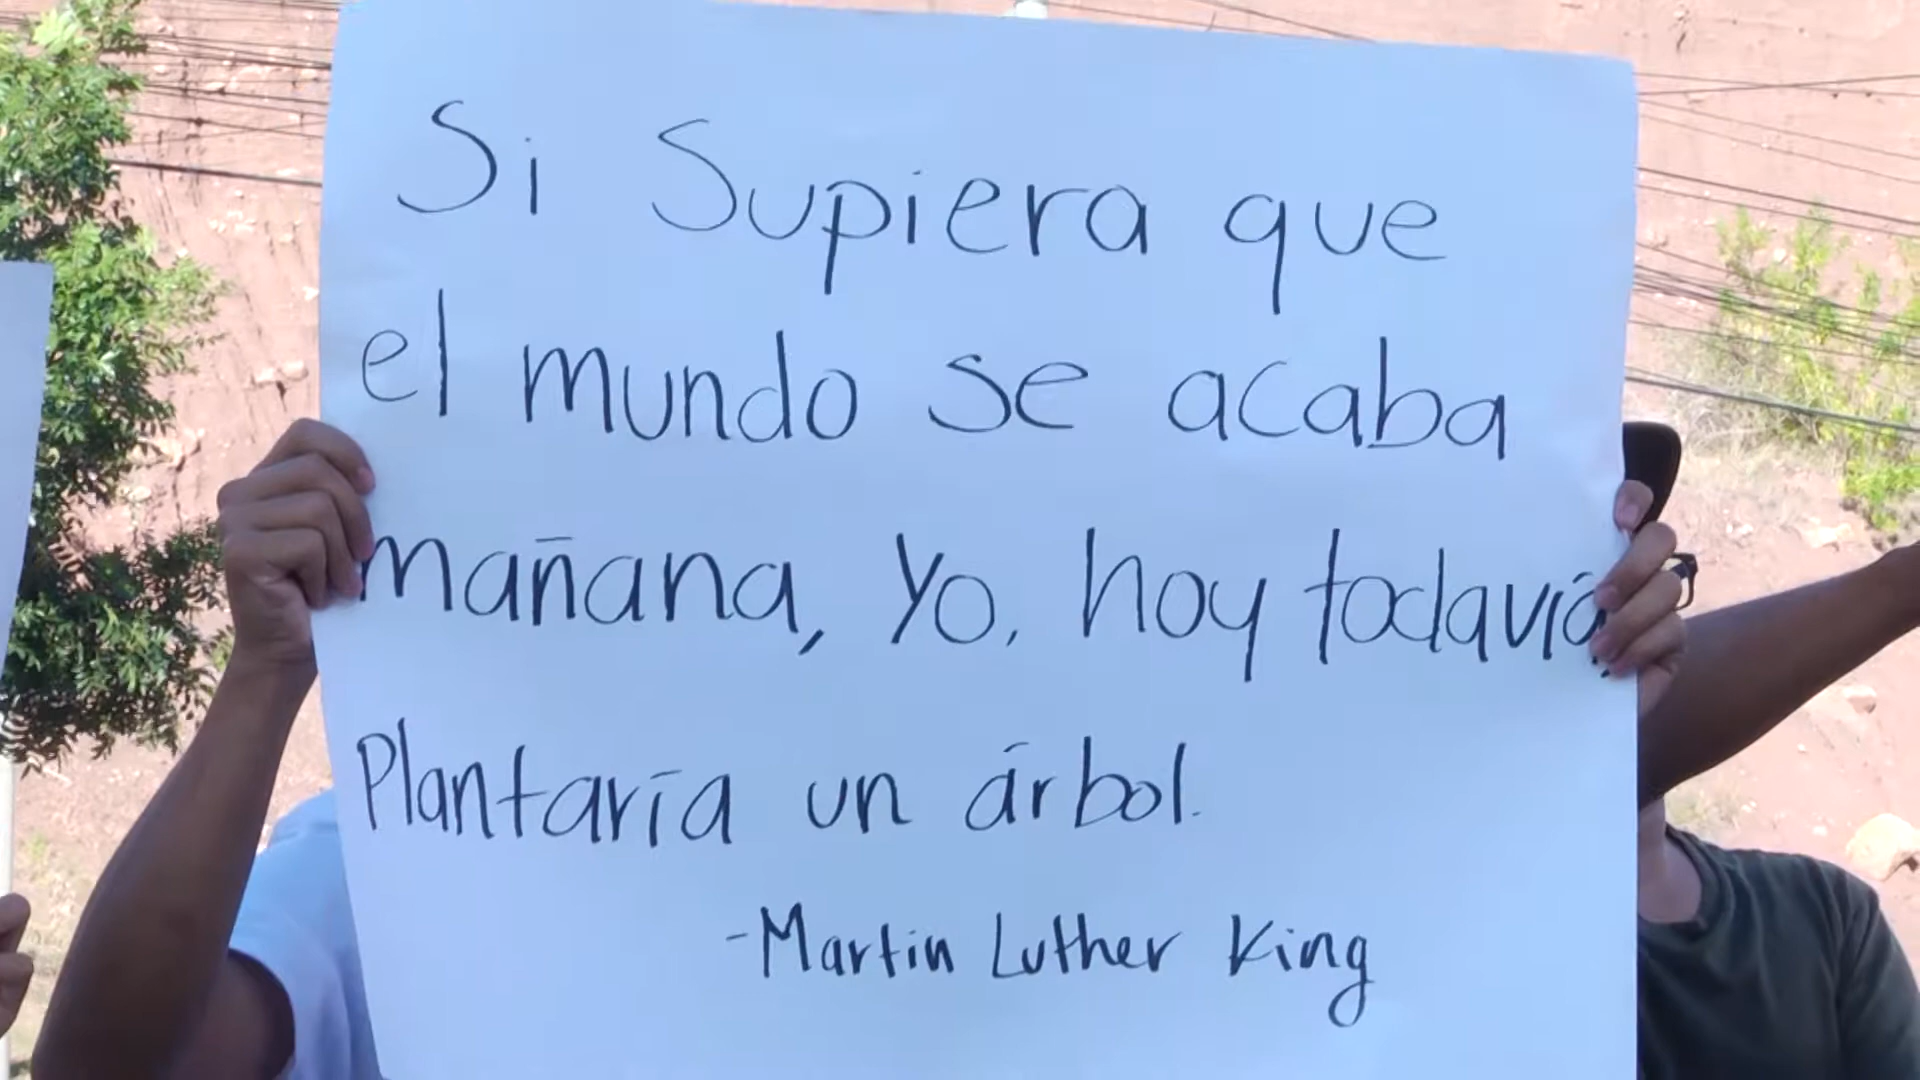 Si Supiera que
el mundo se acaba
mañana, yo, hoy todavía,
Plantaría un árbol.
-Martin Luther King